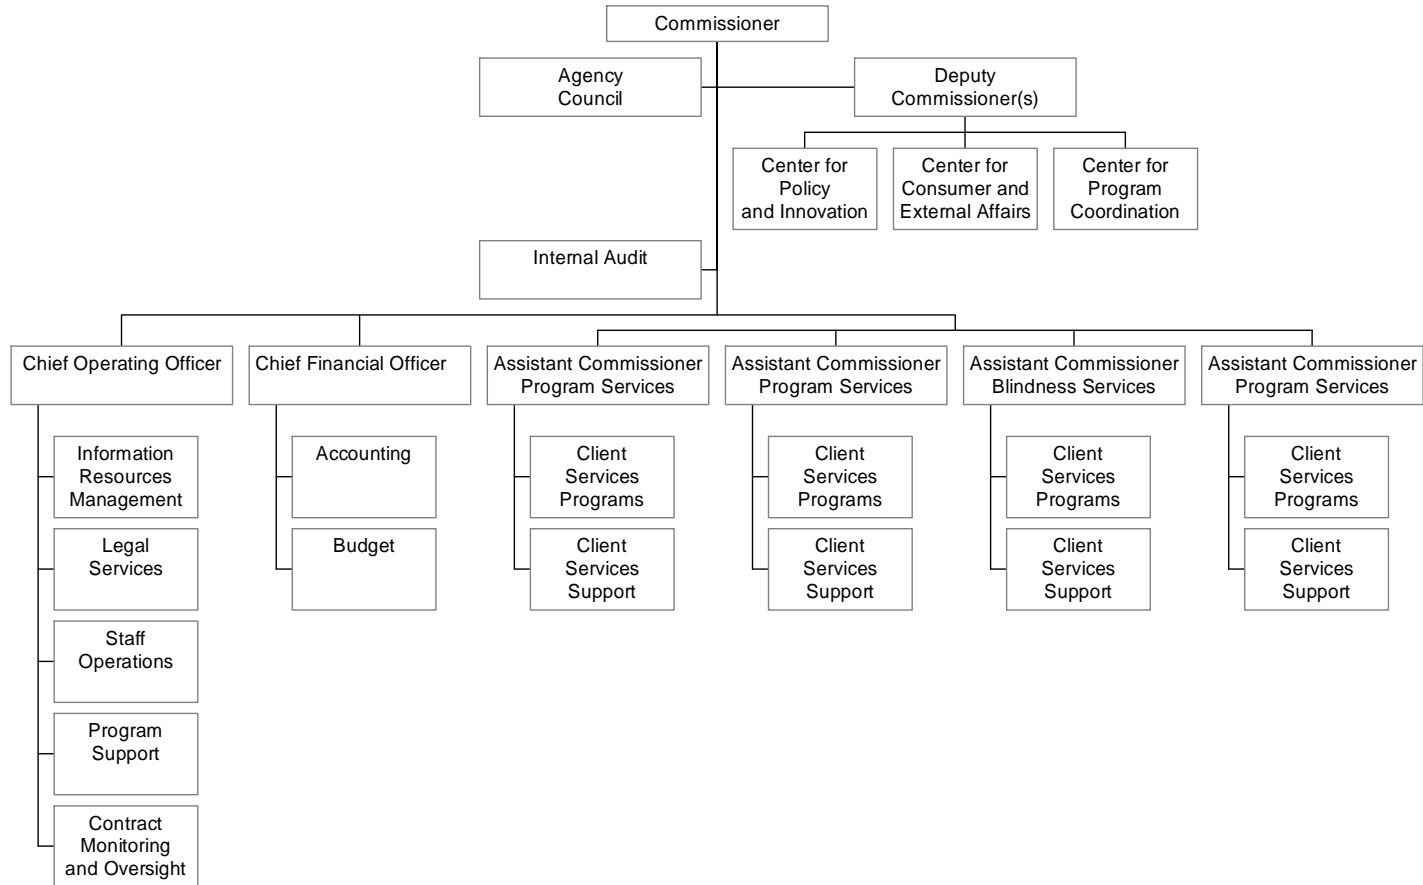 Commissioner
Agency
Council
Deputy
Commissioner(s)
Center for
Policy
and Innovation
Center for
Consumer and
External Affairs
Center for
Program
Coordination
Internal Audit
Chief Operating Officer
Chief Financial Officer
Assistant Commissioner
Program Services
Assistant Commissioner
Program Services
Assistant Commissioner
Blindness Services
Assistant Commissioner
Program Services
Information
Resources
Management
Legal
Services
Staff
Operations
Program
Support
Contract
Monitoring
and Oversight
Accounting
Budget
Client
Services
Programs
Client
Services
Support
Client
Services
Programs
Client
Services
Support
Client
Services
Programs
Client
Services
Support
Client
Services
Programs
Client
Services
Support